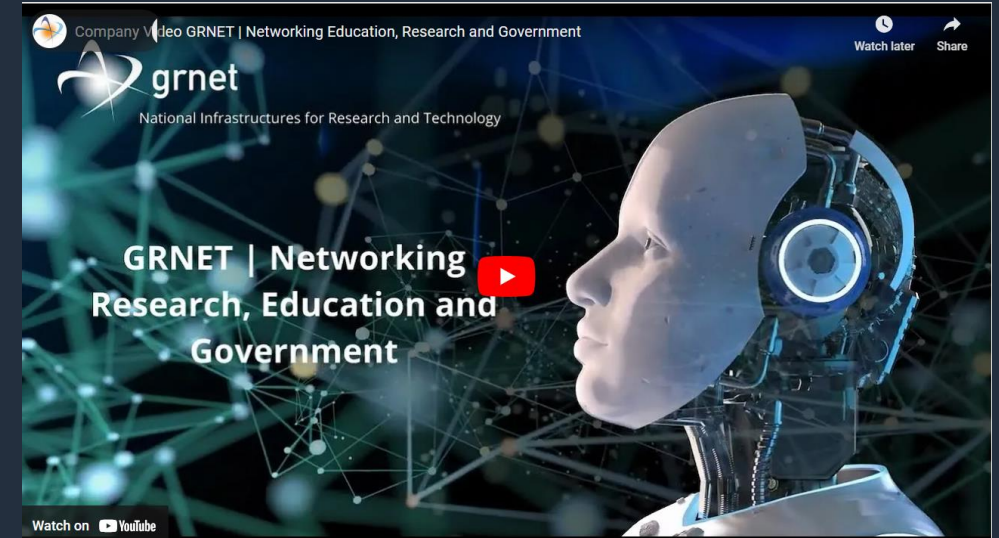 Company Video GRNET | Networking Education, Research and Government
Watch later
Share
grnet
National Infrastructures for Research and Technology
GRNET | Networking
Research, Education and
Government
Watch on YouTube